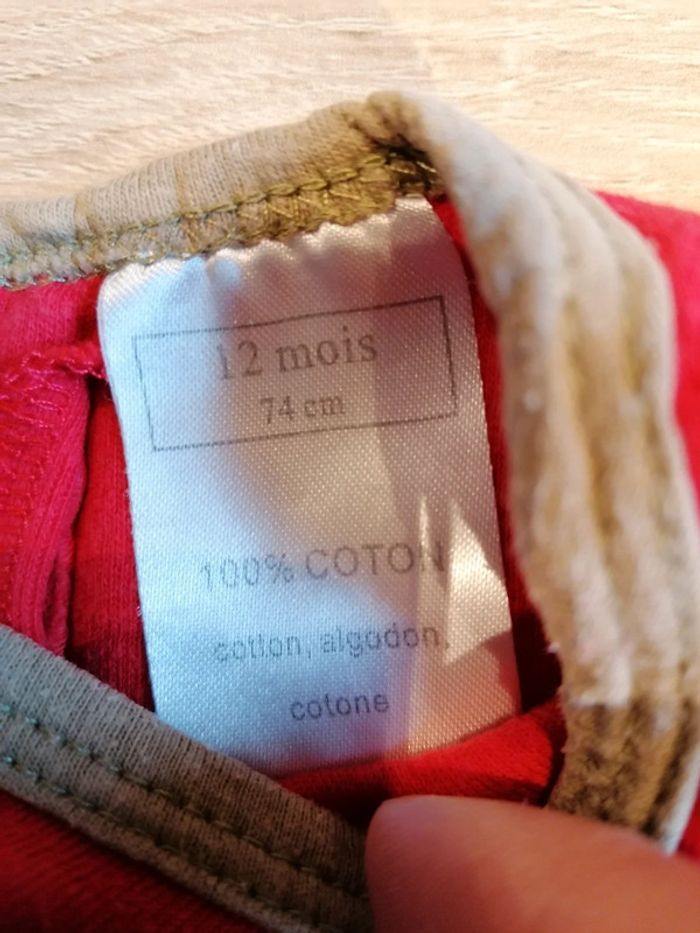 12 mois
74 cm
100% COTON
cotton, algodon,
cotone